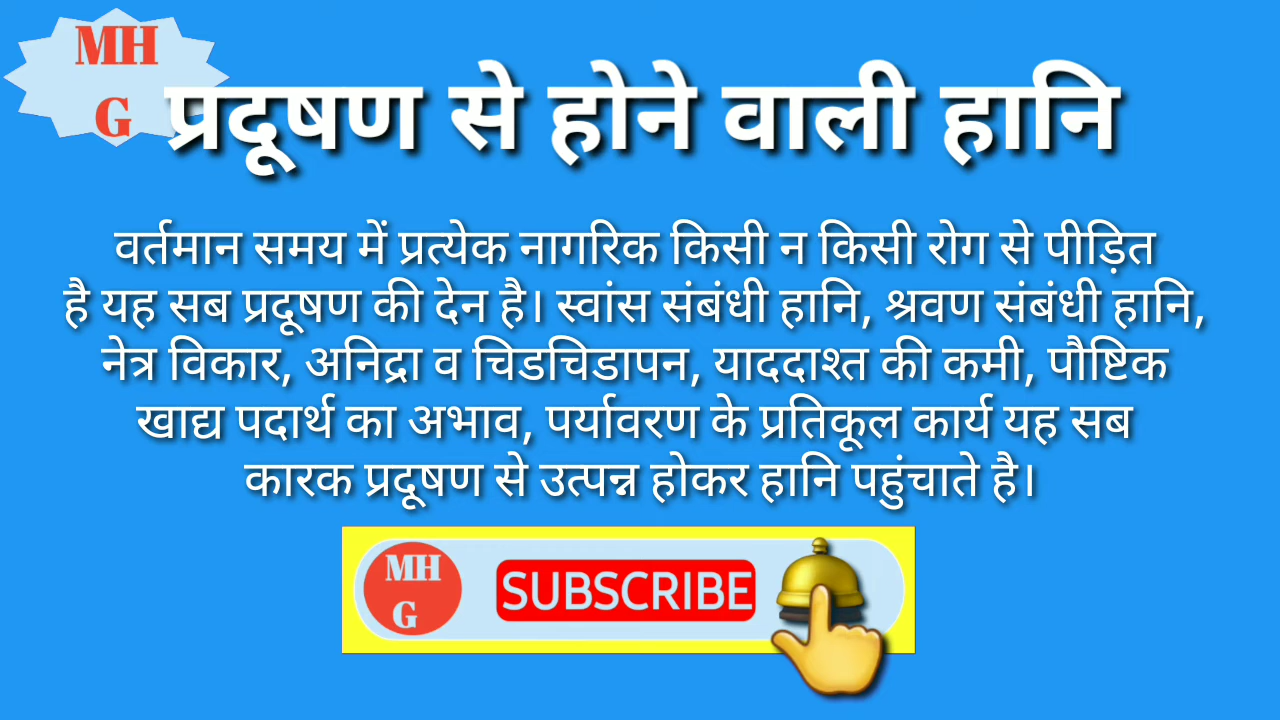 MH
G
प्रदूषण से होने वाली हानि
वर्तमान समय में प्रत्येक नागरिक किसी न किसी रोग से पीड़ित
है यह सब प्रदूषण की देन है। स्वांस संबंधी हानि, श्रवण संबंधी हानि,
नेत्र विकार, अनिद्रा व चिडचिडापन, याददाश्त की कमी, पौष्टिक
खाद्य पदार्थ का अभाव, पर्यावरण के प्रतिकूल कार्य यह सब
कारक प्रदूषण से उत्पन्न होकर हानि पहुंचाते है।
MH
G
SUBSCRIBE